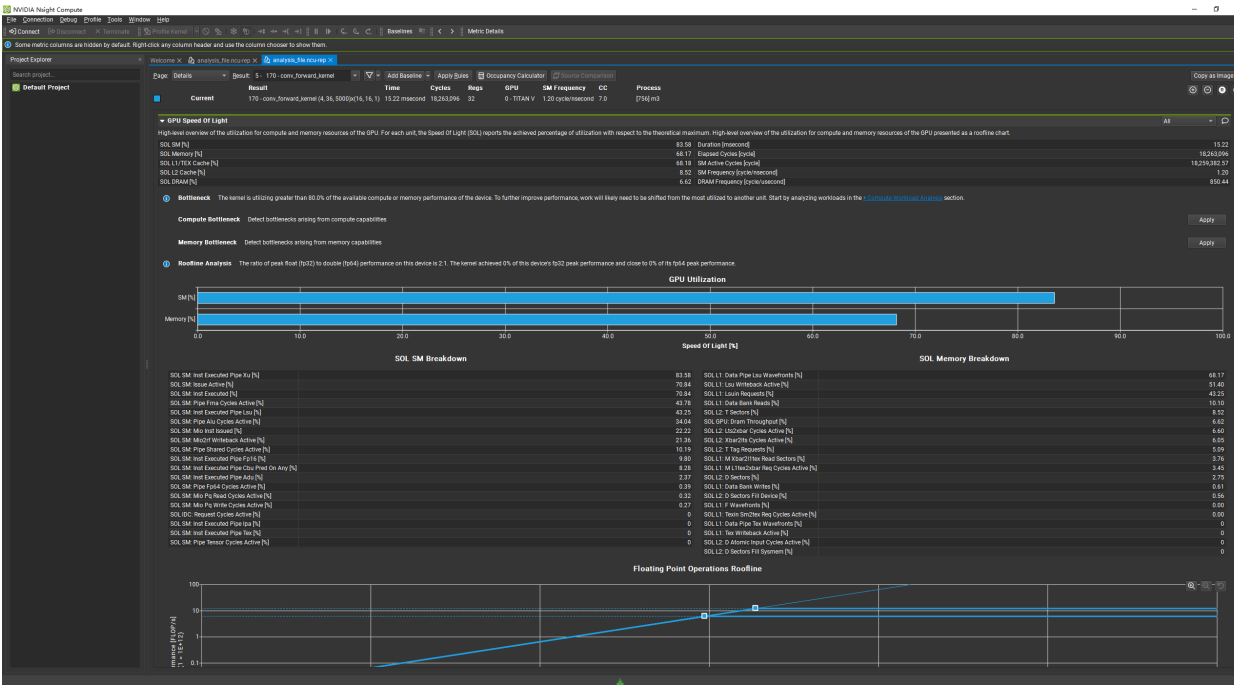 NVIDIA Nsight Compute
File Connection Debug Profile Tools Window Help
Connect Disconnect Terminate Profile Kernel Baselines Metric Details
Some metric columns are hidden by default. Right-click any column header and use the column chooser to show them.
Project Explorer
Search project...
Default Project
Welcome × analysis_file.ncu-rep × analysis_file.ncu-rep ×
Page: Details Result: 5 - 170 - conv_forward_kernel Add Baseline Apply Rules Occupancy Calculator Source Comparison Copy as Image
Result Time Cycles Regs GPU SM Frequency CC Process
Current 170 - conv_forward_kernel (4, 36, 5000)x(16, 16, 1) 15.22 msecond 18,263,096 32 0 - TITAN V 1.20 cycle/nsecond 7.0 [756] m3
GPU Speed Of Light All
High-level overview of the utilization for compute and memory resources of the GPU. For each unit, the Speed Of Light (SOL) reports the achieved percentage of utilization with respect to the theoretical maximum. High-level overview of the utilization for compute and memory resources of the GPU presented as a roofline chart.
SOL SM [%] 83.58 Duration [msecond] 15.22
SOL Memory [%] 68.17 Elapsed Cycles [cycle] 18,263,096
SOL L1/TEX Cache [%] 68.18 SM Active Cycles [cycle] 18,259,382.57
SOL L2 Cache [%] 8.52 SM Frequency [cycle/nsecond] 1.20
SOL DRAM [%] 6.62 DRAM Frequency [cycle/usecond] 850.44
Bottleneck The kernel is utilizing greater than 80.0% of the available compute or memory performance of the device. To further improve performance, work will likely need to be shifted from the most utilized to another unit. Start by analyzing workloads in the Compute Workload Analysis section.
Compute Bottleneck Detect bottlenecks arising from compute capabilities Apply
Memory Bottleneck Detect bottlenecks arising from memory capabilities Apply
Roofline Analysis The ratio of peak float (fp32) to double (fp64) performance on this device is 2:1. The kernel achieved 0% of this device's fp32 peak performance and close to 0% of its fp64 peak performance.
GPU Utilization
SM [%]
Memory [%]
0.0 10.0 20.0 30.0 40.0 50.0 60.0 70.0 80.0 90.0 100.0
Speed Of Light [%]
SOL SM Breakdown SOL Memory Breakdown
SOL SM: Inst Executed Pipe Xu [%] 83.58 SOL L1: Data Pipe Lsu Wavefronts [%] 68.17
SOL SM: Issue Active [%] 70.84 SOL L1: Lsu Writeback Active [%] 51.40
SOL SM: Inst Executed [%] 70.84 SOL L1: Lsuin Requests [%] 43.25
SOL SM: Pipe Fma Cycles Active [%] 43.78 SOL L1: Data Bank Reads [%] 10.10
SOL SM: Inst Executed Pipe Lsu [%] 43.25 SOL L2: T Sectors [%] 8.52
SOL SM: Pipe Alu Cycles Active [%] 34.04 SOL GPU: Dram Throughput [%] 6.62
SOL SM: Mio Inst Issued [%] 22.22 SOL L2: Lts2xbar Cycles Active [%] 6.60
SOL SM: Mio2rf Writeback Active [%] 21.36 SOL L2: Xbar2lts Cycles Active [%] 6.05
SOL SM: Pipe Shared Cycles Active [%] 10.19 SOL L2: T Tag Requests [%] 5.09
SOL SM: Inst Executed Pipe Fp16 [%] 9.80 SOL L1: M Xbar2l1tex Read Sectors [%] 3.76
SOL SM: Inst Executed Pipe Cbu Pred On Any [%] 8.28 SOL L1: M L1tex2xbar Req Cycles Active [%] 3.45
SOL SM: Inst Executed Pipe Adu [%] 2.37 SOL L2: D Sectors [%] 2.75
SOL SM: Pipe Fp64 Cycles Active [%] 0.39 SOL L1: Data Bank Writes [%] 0.61
SOL SM: Mio Pq Read Cycles Active [%] 0.32 SOL L2: D Sectors Fill Device [%] 0.56
SOL SM: Mio Pq Write Cycles Active [%] 0.27 SOL L1: F Wavefronts [%] 0.00
SOL IDC: Request Cycles Active [%] 0 SOL L1: Texin Sm2tex Req Cycles Active [%] 0.00
SOL SM: Inst Executed Pipe Ipa [%] 0 SOL L1: Data Pipe Tex Wavefronts [%] 0
SOL SM: Inst Executed Pipe Tex [%] 0 SOL L1: Tex Writeback Active [%] 0
SOL SM: Pipe Tensor Cycles Active [%] 0 SOL L2: D Atomic Input Cycles Active [%] 0
SOL L2: D Sectors Fill Sysmem [%] 0
Floating Point Operations Roofline
100
10
1
0.1